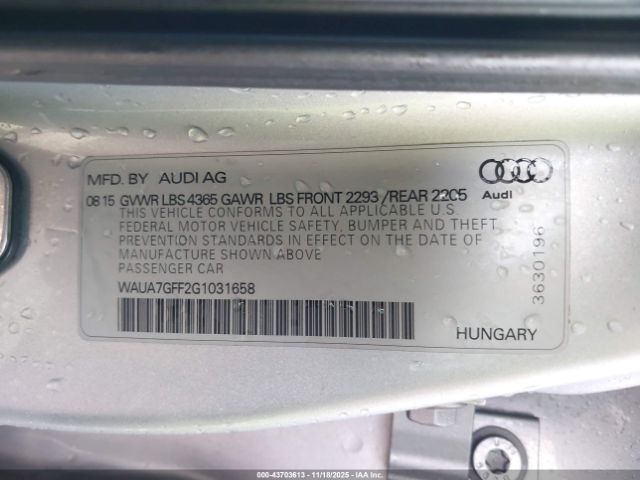 MFD. BY AUDI AG
Audi
08 15 GVWR LBS 4365 GAWR LBS FRONT 2293 /REAR 2205
THIS VEHICLE CONFORMS TO ALL APPLICABLE U.S.
FEDERAL MOTOR VEHICLE SAFETY, BUMPER AND THEFT
PREVENTION STANDARDS IN EFFECT ON THE DATE OF
MANUFACTURE SHOWN ABOVE
PASSENGER CAR
WAUA7GFF2G1031658
HUNGARY
3630196
000-43703613 - 11/18/2025 - IAAI.CA